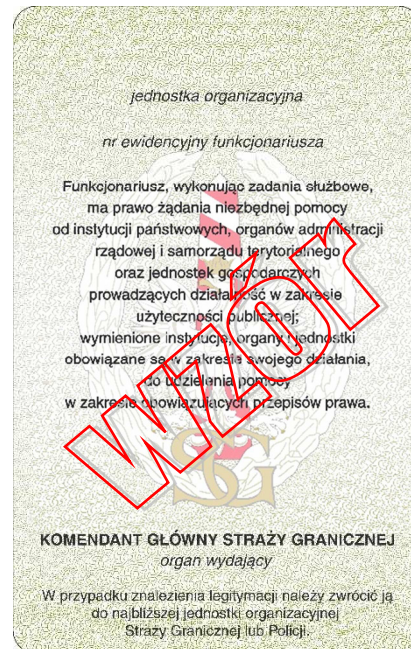 jednostka organizacyjna
nr ewidencyjny funkcjonariusza
Funkcjonariusz, wykonując zadania służbowe,
ma prawo żądania niezbędnej pomocy
od instytucji państwowych, organów administracji
rządowej i samorządu terytorialnego
oraz jednostek gospodarczych
prowadzących działalność w zakresie
użyteczności publicznej;
wymienione instytucje, organy i jednostki
obowiązane są w zakresie swojego działania,
do udzielenia pomocy
w zakresie obowiązujących przepisów prawa.
Wzór
SG
KOMENDANT GŁÓWNY STRAŻY GRANICZNEJ
organ wydający
W przypadku znalezienia legitymacji należy zwrócić ją
do najbliższej jednostki organizacyjnej
Straży Granicznej lub Policji.